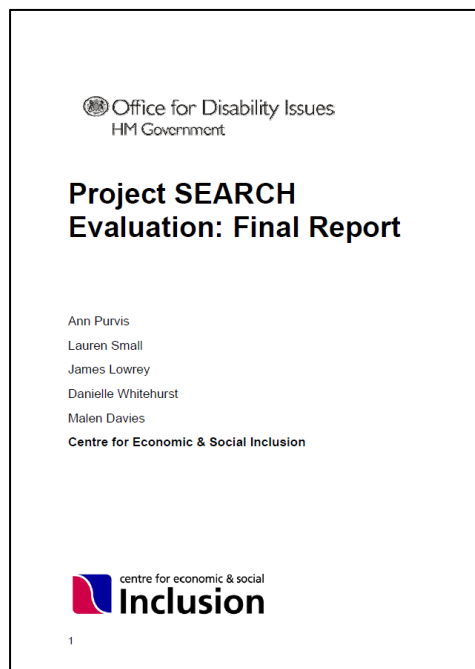 Office for Disability Issues
HM Government
Project SEARCH
Evaluation: Final Report
Ann Purvis
Lauren Small
James Lowrey
Danielle Whitehurst
Malen Davies
Centre for Economic & Social Inclusion
centre for economic & social
Inclusion
1